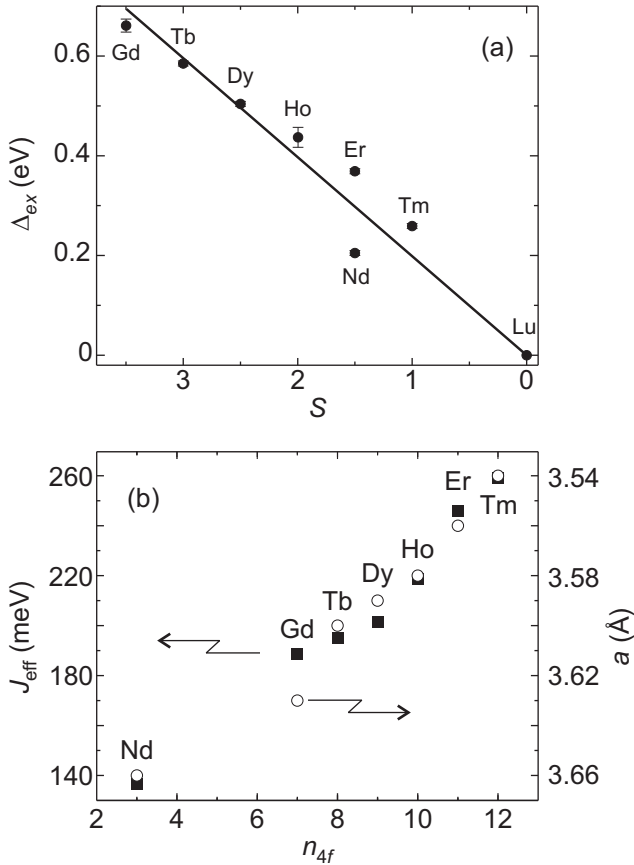 (a)
0.6
0.4
0.2
0
Δex (eV)
Gd
Tb
Dy
Ho
Er
Nd
Tm
Lu
3
2
1
0
S
(b)
260
220
180
140
Jeff (meV)
3.54
3.58
3.62
3.66
a (Å)
Nd
Gd
Tb
Dy
Ho
Er
Tm
2
4
6
8
10
12
n4f